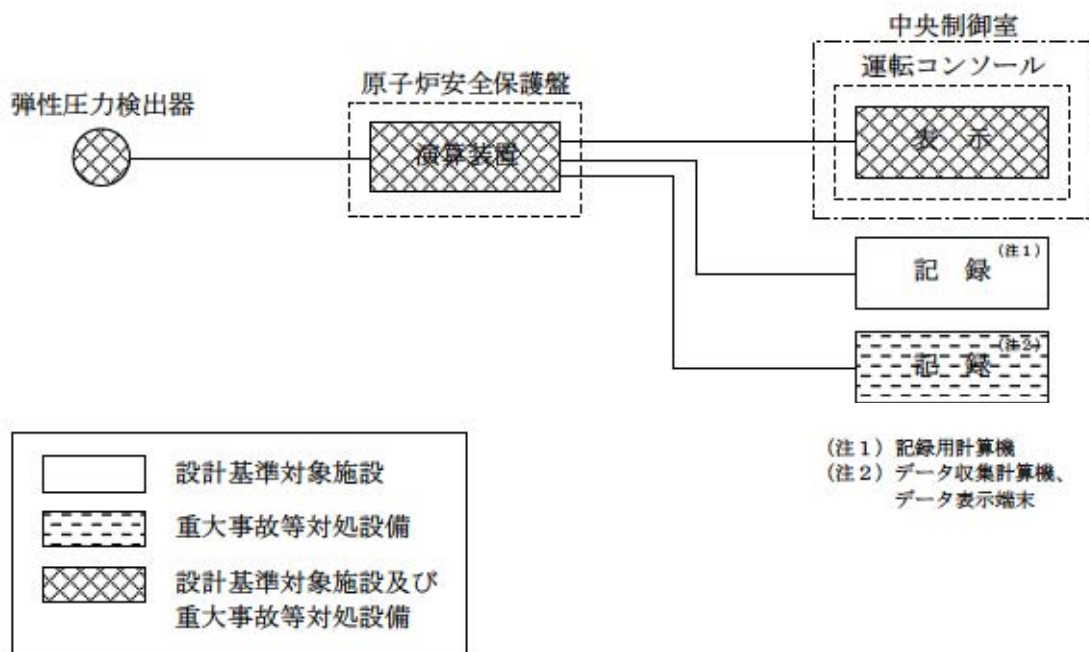 中央制御室
運転コンソール
原子炉安全保護盤
弾性圧力検出器
演算装置
表 示
記 録(注1)
記 録(注2)
(注1)記録用計算機
(注2)データ収集計算機、
データ表示端末
設計基準対象施設
重大事故等対処設備
設計基準対象施設及び
重大事故等対処設備